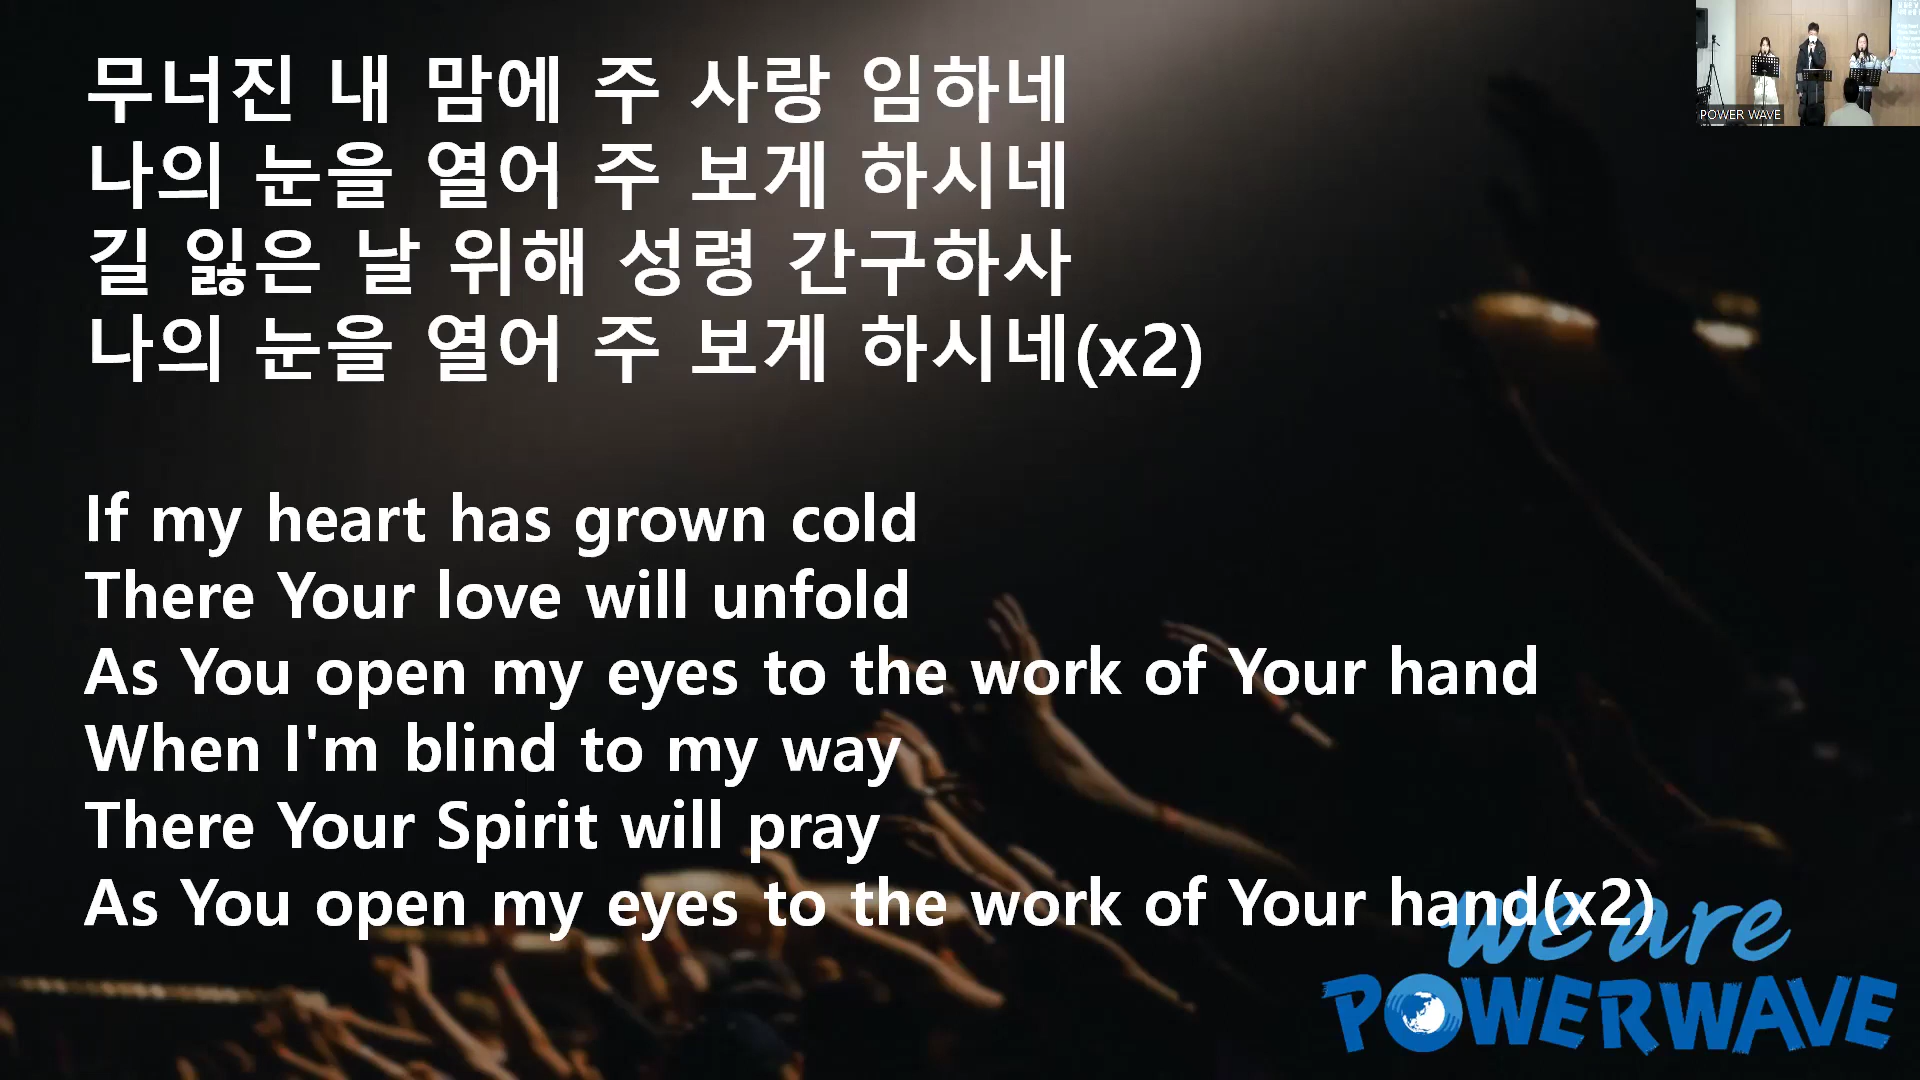 무너진 내 맘에 주 사랑 임하네
나의 눈을 열어 주 보게 하시네
길 잃은 날 위해 성령 간구하사
나의 눈을 열어 주 보게 하시네(x2)
If my heart has grown cold
There Your love will unfold
As You open my eyes to the work of Your hand
When I'm blind to my way
There Your Spirit will pray
As You open my eyes to the work of Your hand(x2)
we are
POWERWAVE
POWER WAVE